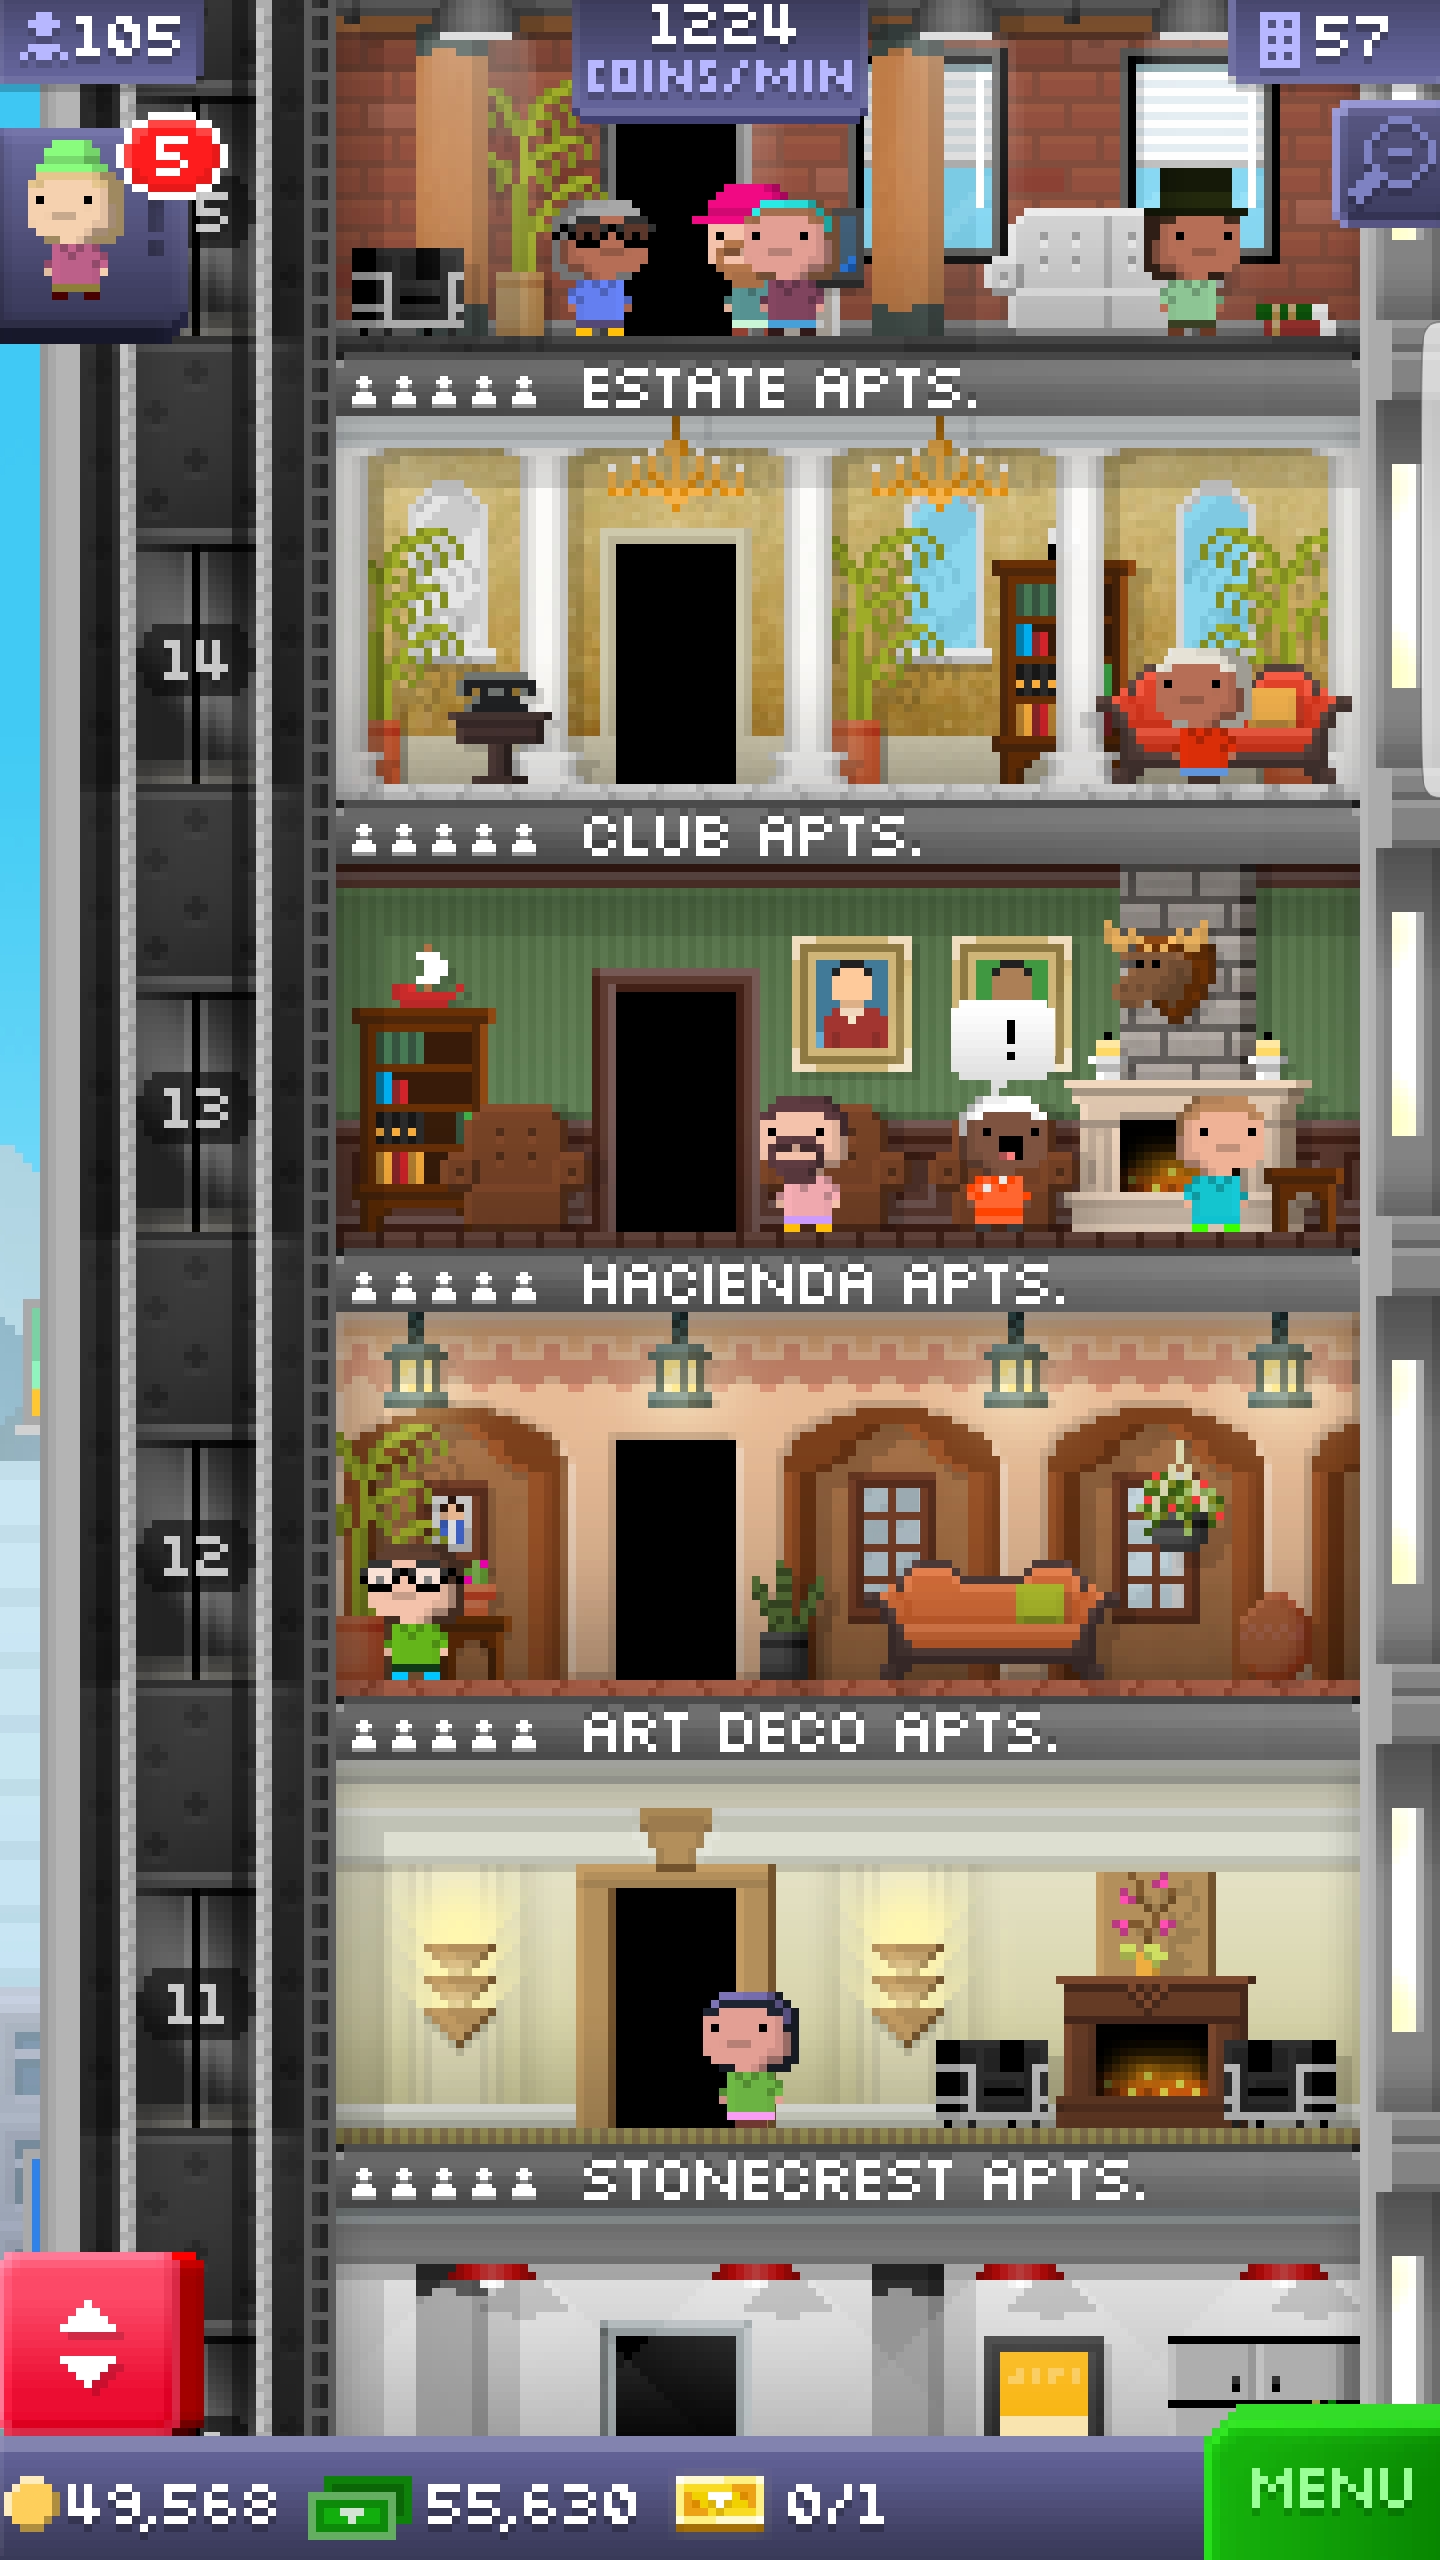 105
1224
COINS/MIN
57
5
5
ESTATE APTS.
14
CLUB APTS.
13
!
HACIENDA APTS.
12
ART DECO APTS.
11
STONECREST APTS.
49,568
55,630
0/1
MENU